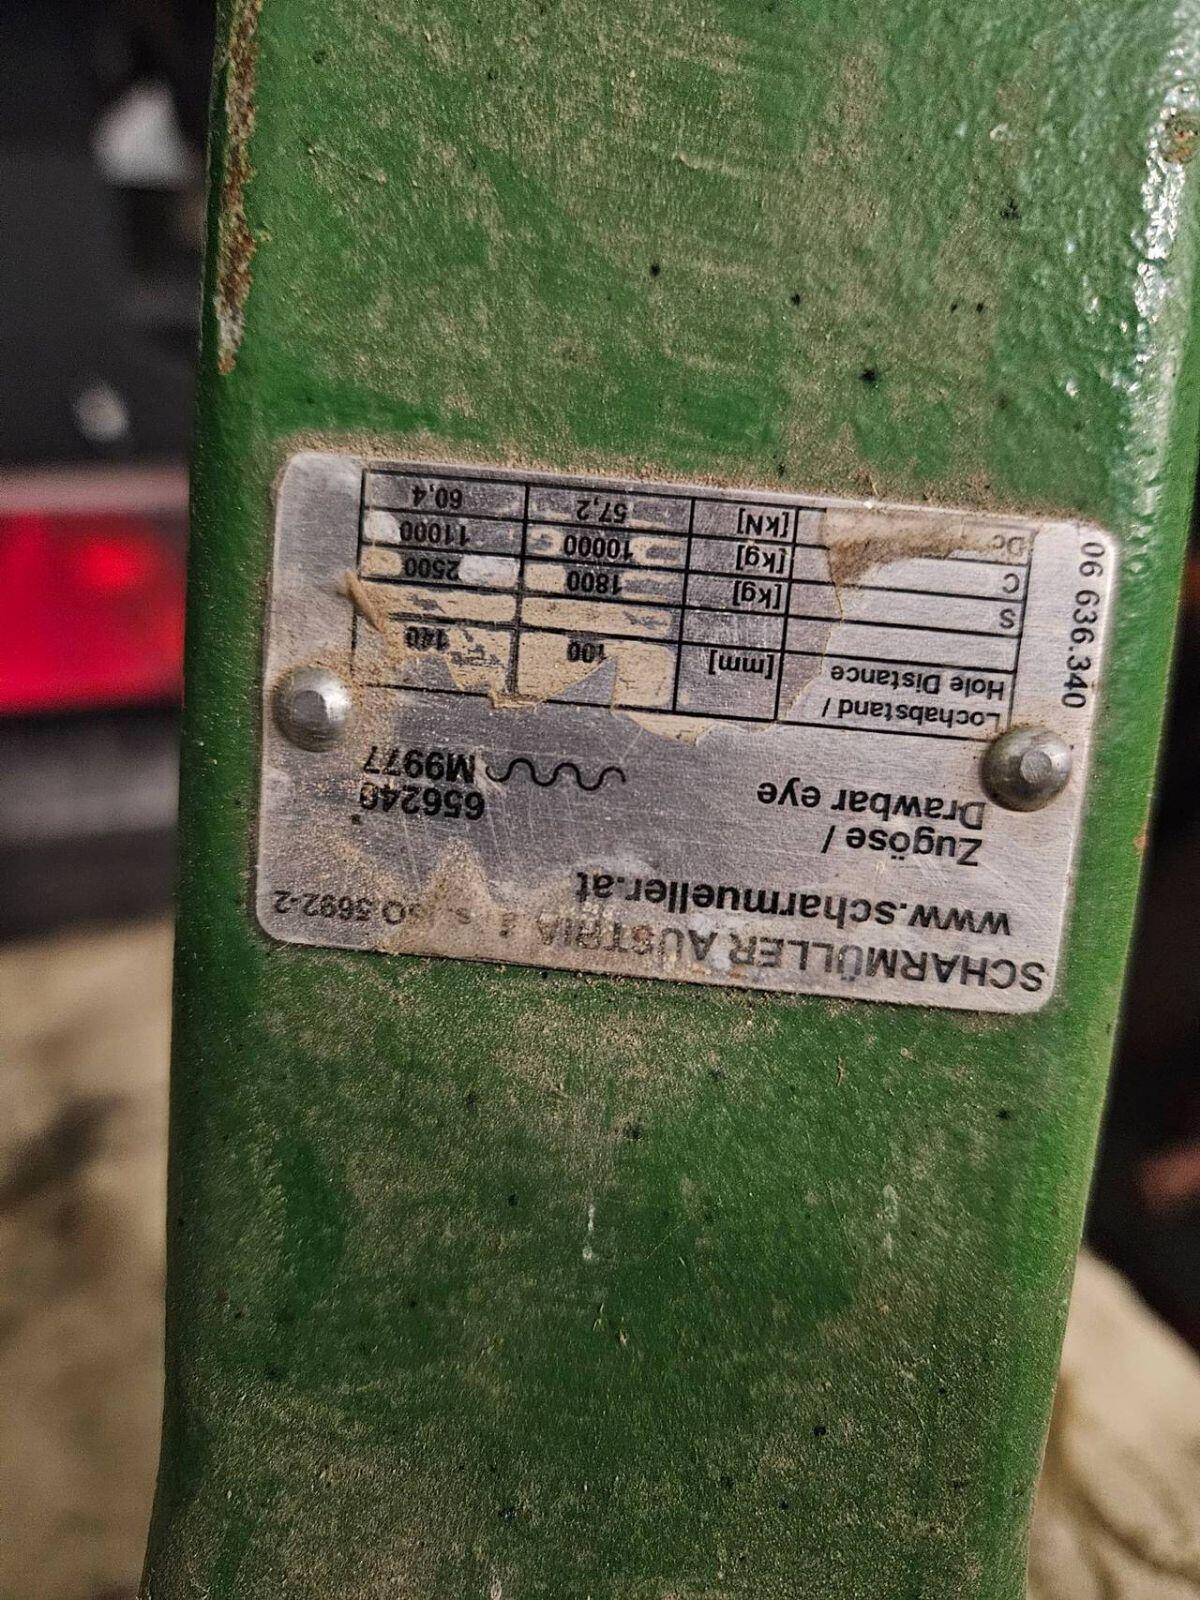 SCHARMÜLLER AUSTRIA ISO 5692-2
www.scharmueller.at
Zugöse / 656240
Drawbar eye M9977
Lochabstand /
Hole Distance [mm] 100 140
S [kg] 1800 2500
C [kg] 10000 11000
Dc [kN] 57,2 60,4
06 636.340